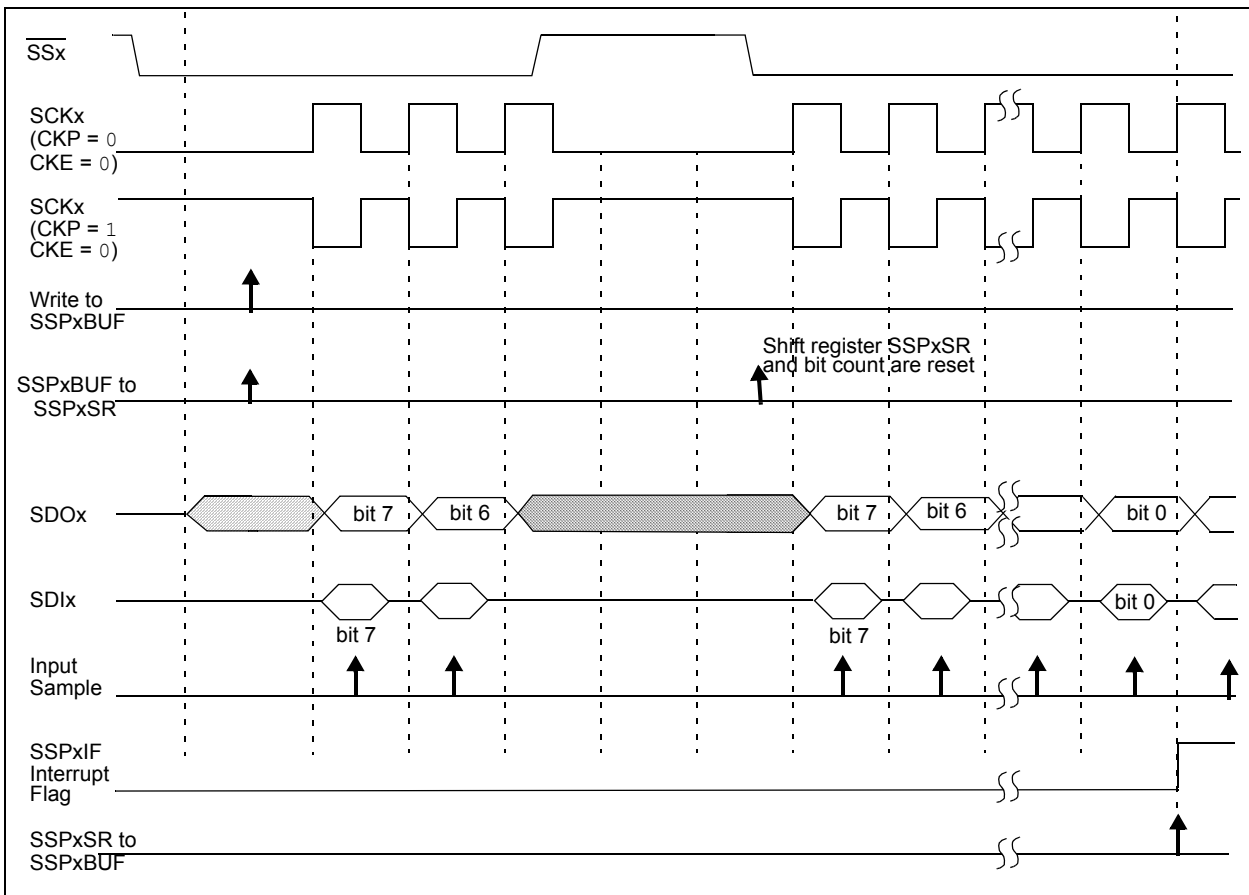 SSx
SCKx
(CKP = 0
CKE = 0)
SCKx
(CKP = 1
CKE = 0)
Write to
SSPxBUF
Shift register SSPxSR
and bit count are reset
SSPxBUF to
SSPxSR
SDOx
bit 7
bit 6
bit 7
bit 6
bit 0
SDIx
bit 0
bit 7
bit 7
Input
Sample
SSPxIF
Interrupt
Flag
SSPxSR to
SSPxBUF